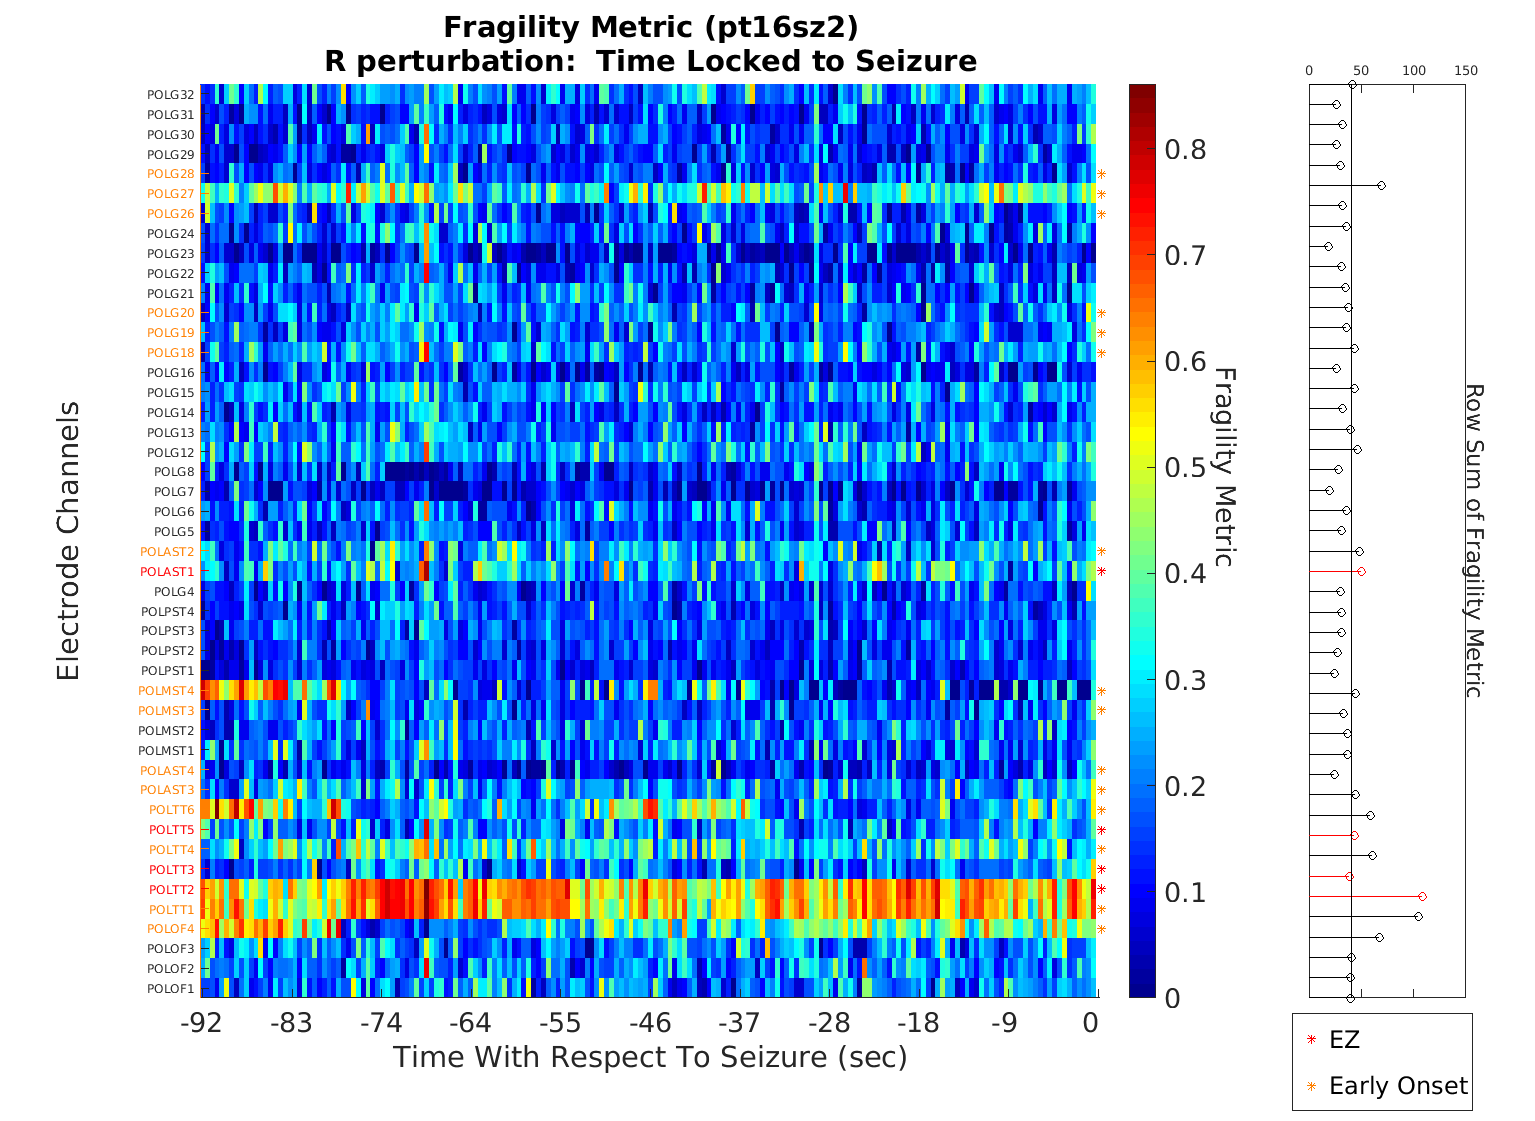 Fragility Metric (pt16sz2)
R perturbation:  Time Locked to Seizure
0 50 100 150
POLG32
POLG31
POLG30
POLG29
POLG28
POLG27
POLG26
POLG24
POLG23
POLG22
POLG21
POLG20
POLG19
POLG18
POLG16
POLG15
POLG14
POLG13
POLG12
POLG8
POLG7
POLG6
POLG5
POLAST2
POLAST1
POLG4
POLPST4
POLPST3
POLPST2
POLPST1
POLMST4
POLMST3
POLMST2
POLMST1
POLAST4
POLAST3
POLTT6
POLTT5
POLTT4
POLTT3
POLTT2
POLTT1
POLOF4
POLOF3
POLOF2
POLOF1
Electrode Channels
-92 -83 -74 -64 -55 -46 -37 -28 -18 -9 0
Time With Respect To Seizure (sec)
0.8
0.7
0.6
0.5
0.4
0.3
0.2
0.1
0
Fragility Metric
Row Sum of Fragility Metric
EZ
Early Onset